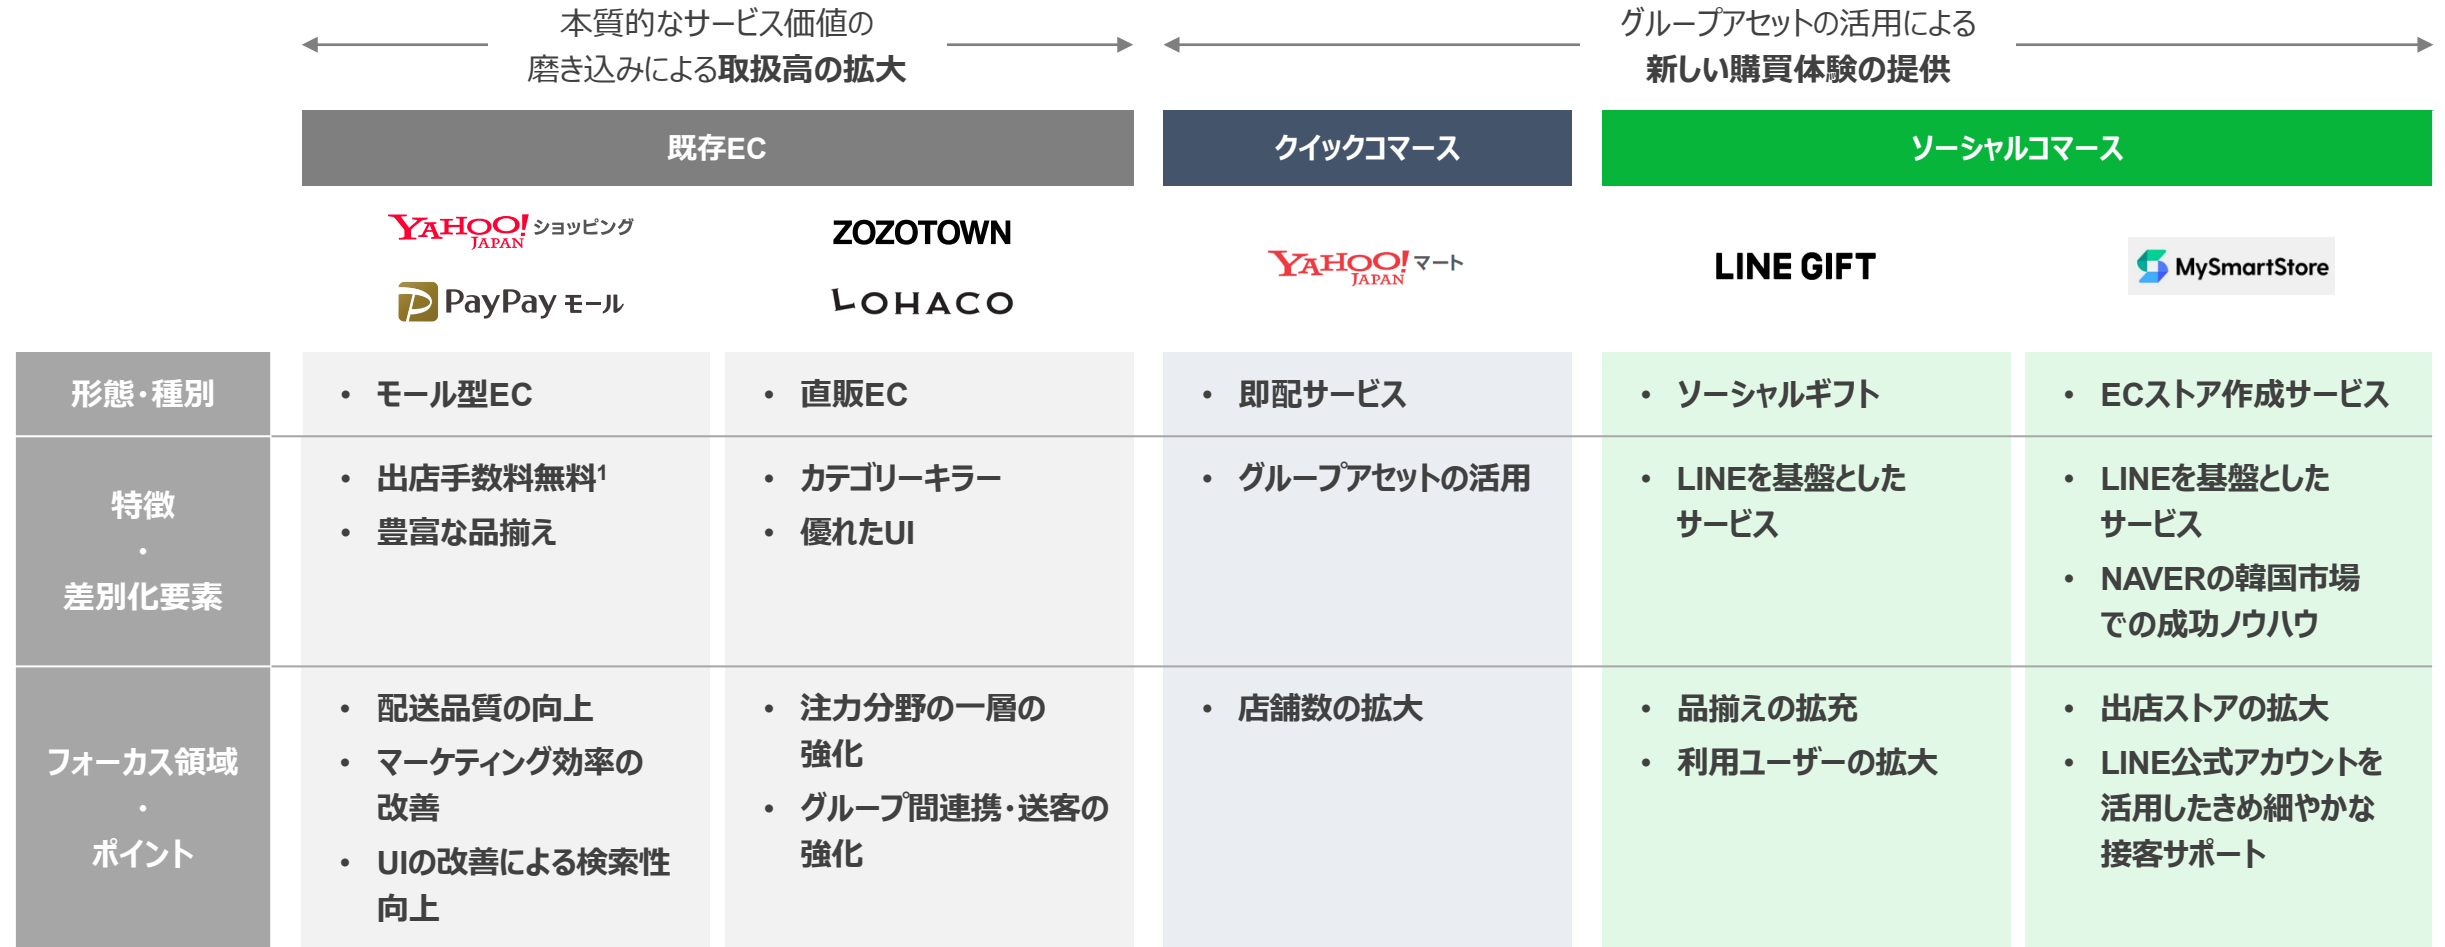 本質的なサービス価値の
磨き込みによる取扱高の拡大
グループアセットの活用による
新しい購買体験の提供
既存EC
クイックコマース
ソーシャルコマース
YAHOO! JAPAN ショッピング
ZOZOTOWN
PayPay モール
LOHACO
YAHOO! JAPAN マート
LINE GIFT
MySmartStore
形態・種別
• モール型EC
• 直販EC
• 即配サービス
• ソーシャルギフト
• ECストア作成サービス
特徴
・
差別化要素
• 出店手数料無料1
• 豊富な品揃え
• カテゴリーキラー
• 優れたUI
• グループアセットの活用
• LINEを基盤とした
サービス
• LINEを基盤とした
サービス
• NAVERの韓国市場
での成功ノウハウ
フォーカス領域
・
ポイント
• 配送品質の向上
• マーケティング効率の
改善
• UIの改善による検索性
向上
• 注力分野の一層の
強化
• グループ間連携・送客の
強化
• 店舗数の拡大
• 品揃えの拡充
• 利用ユーザーの拡大
• 出店ストアの拡大
• LINE公式アカウントを
活用したきめ細やかな
接客サポート